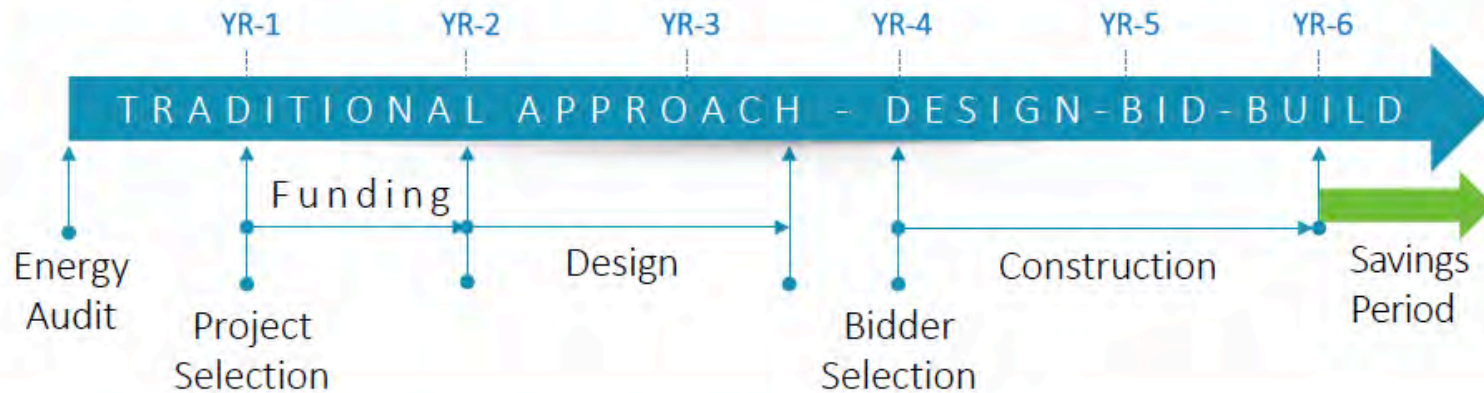 YR-1 YR-2 YR-3 YR-4 YR-5 YR-6
TRADITIONAL APPROACH - DESIGN-BID-BUILD
Funding
Design
Construction
Energy
Audit
Project
Selection
Bidder
Selection
Savings
Period